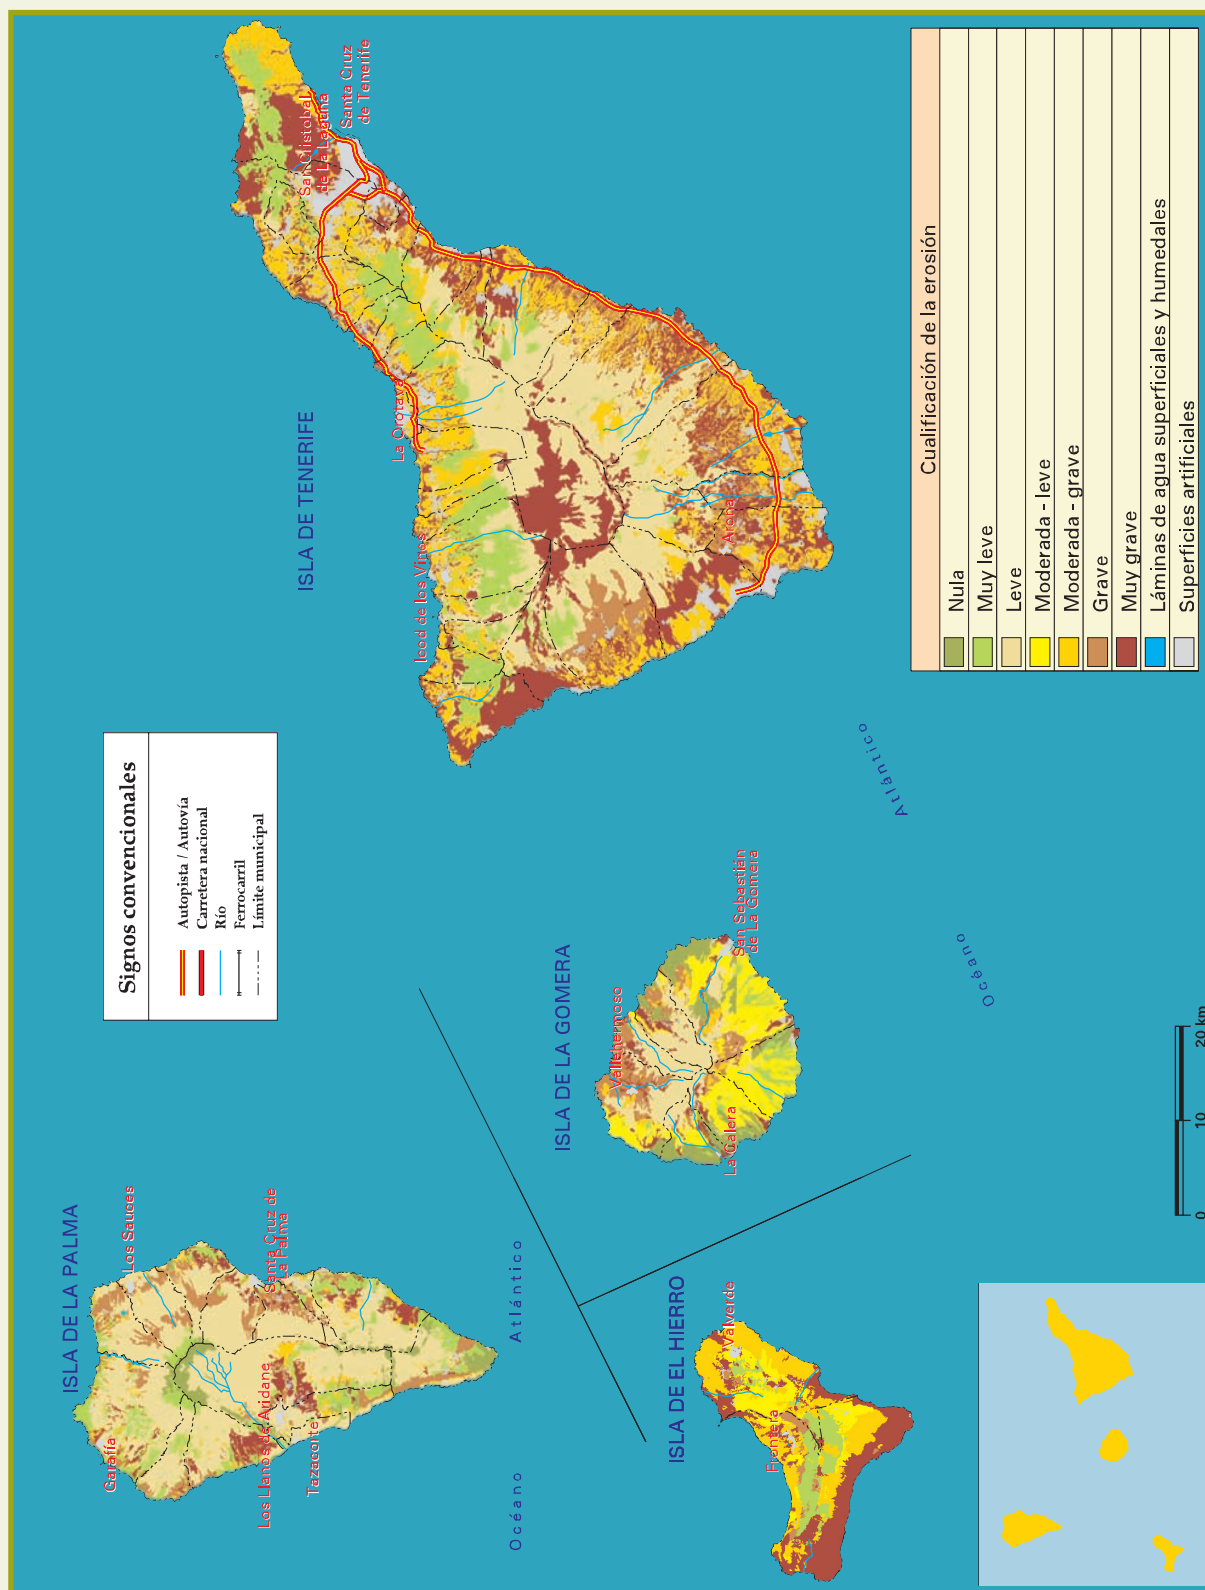 ISLA DE LA PALMA
Garafía
Los Sauces
Santa Cruz de
La Palma
Los Llanos de Aridane
Tazacorte
Signos convencionales
Autopista / Autovía
Carretera nacional
Río
Ferrocarril
Límite municipal
ISLA DE TENERIFE
San Cristobal
de La Laguna
Santa Cruz
de Tenerife
La Orotava
Icod de los Vinos
Arona
Océano Atlántico
ISLA DE LA GOMERA
Vallehermoso
San Sebastián
de La Gomera
La Calera
ISLA DE EL HIERRO
Valverde
Frontera
Océano Atlántico
Cualificación de la erosión
Nula
Muy leve
Leve
Moderada - leve
Moderada - grave
Grave
Muy grave
Láminas de agua superficiales y humedales
Superficies artificiales
0 10 20 km